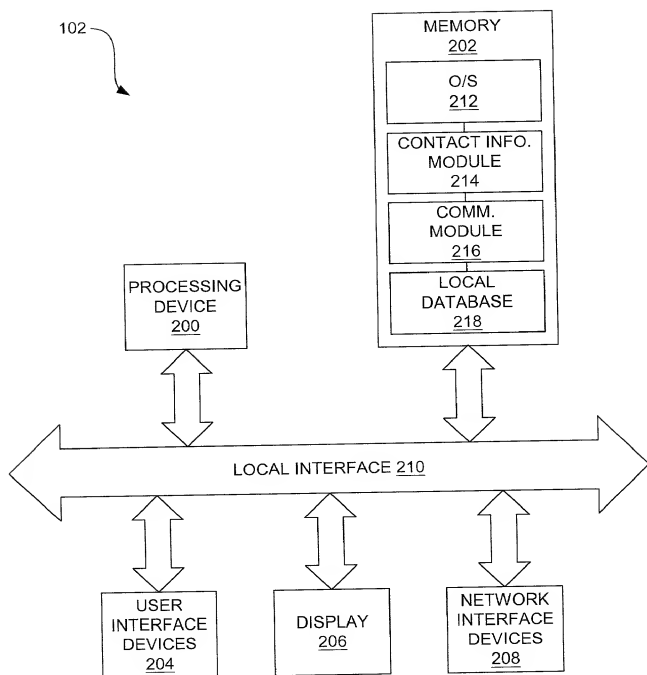 102
MEMORY
202
O/S
212
CONTACT INFO.
MODULE
214
COMM.
MODULE
216
LOCAL
DATABASE
218
PROCESSING
DEVICE
200
LOCAL INTERFACE 210
USER
INTERFACE
DEVICES
204
DISPLAY
206
NETWORK
INTERFACE
DEVICES
208